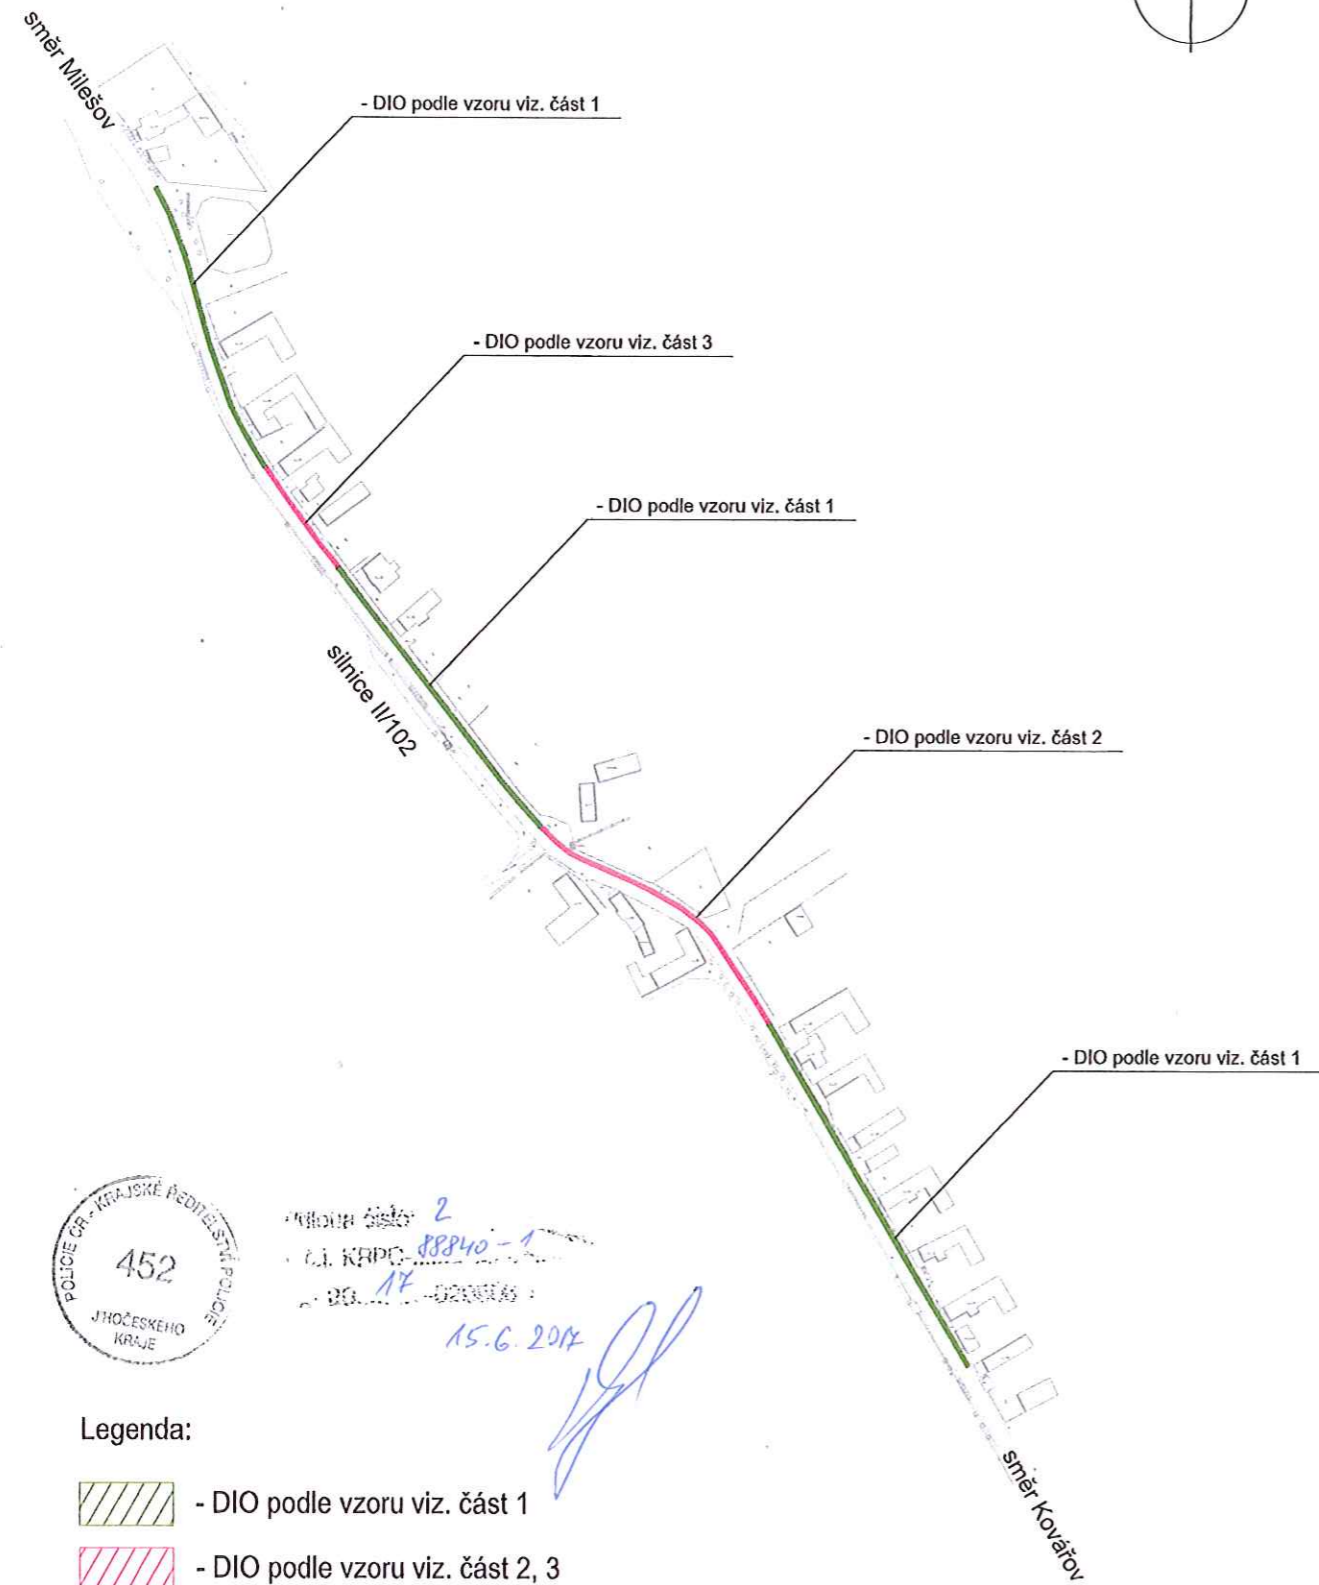 směr Milešov
- DIO podle vzoru viz. část 1
- DIO podle vzoru viz. část 3
- DIO podle vzoru viz. část 1
silnice II/102
- DIO podle vzoru viz. část 2
- DIO podle vzoru viz. část 1
POLICIE ČR - KRAJSKÉ ŘEDITELSTVÍ POLICIE
452
JIHOČESKÉHO
KRAJE
číslo: 2
č.j. KRPC-88840-1
17
15.6.2017
Legenda:
- DIO podle vzoru viz. část 1
- DIO podle vzoru viz. část 2, 3
směr Kovářov